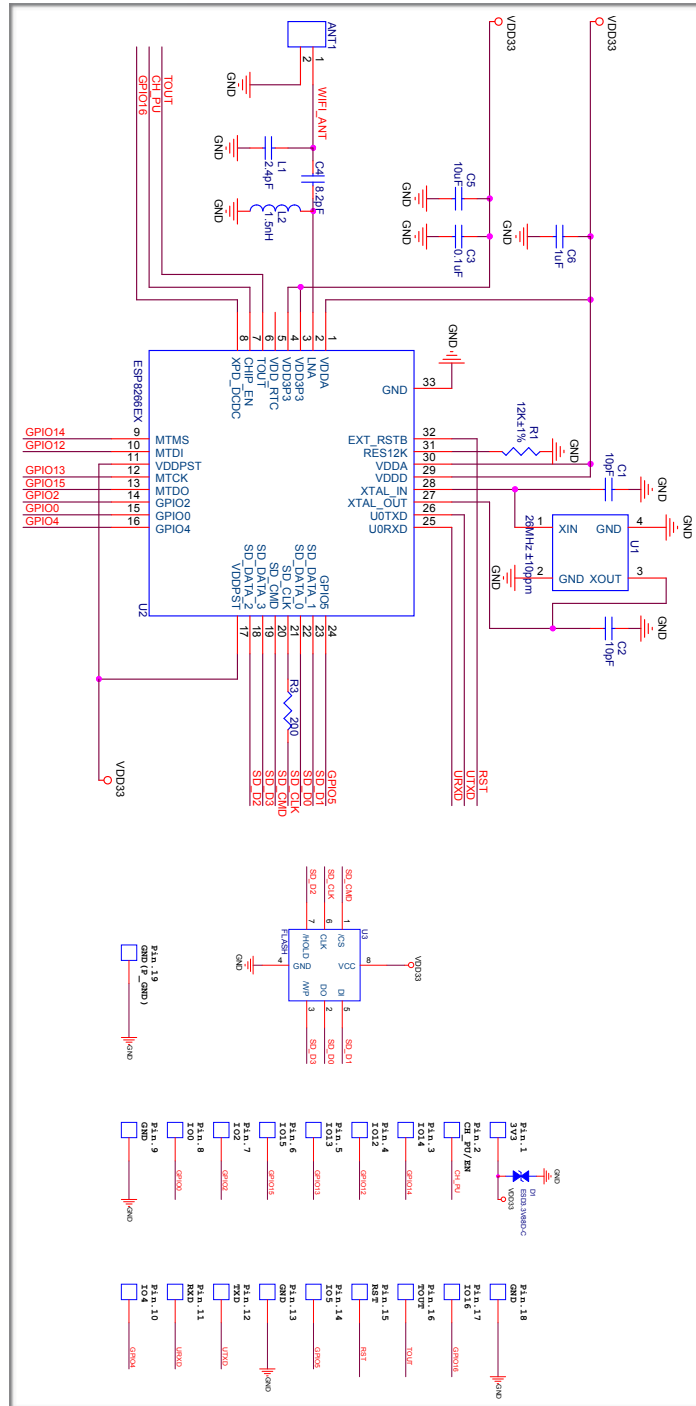 VDD33
VDD33
ANT1
1
2
GND
TOUT
CH_PU
GPIO16
WIFI_ANT
GND
L1
2.4pF
C4
8.2pF
GND
L2
1.5nH
C5
10uF
GND
C3
0.1uF
GND
C6
1uF
GND
ESP8266EX
U2
1
VDDA
2
LNA
3
VDD3P3
4
VDD3P3
5
VDD_RTC
6
TOUT
7
CHIP_EN
8
XPD_DCDC
GPIO14
9
MTMS
GPIO12
10
MTDI
11
VDDPST
GPIO13
12
MTCK
GPIO15
13
MTDO
GPIO2
14
GPIO2
GPIO0
15
GPIO0
GPIO4
16
GPIO4
GND
33
GND
EXT_RSTB
32
RES12K
31
VDDA
30
VDDD
29
XTAL_IN
28
XTAL_OUT
27
U0TXD
26
U0RXD
25
R1
12K±1%
GND
C1
10pF
GND
U1
26MHz ±10ppm
1
XIN
GND
4
GND
2
GND
XOUT
3
GND
C2
10pF
GND
RST
UTXD
URXD
GPIO5
24
GPIO5
SD_DATA_1
23
SD_D1
SD_DATA_0
22
SD_D0
SD_CLK
21
SD_CLK
SD_CMD
20
SD_CMD
SD_DATA_3
19
SD_D3
SD_DATA_2
18
SD_D2
VDDPST
17
R3
200
VDD33
U3
FLASH
SD_CMD
1
/CS
SD_CLK
6
CLK
SD_D2
7
/HOLD
GND
4
GND
VCC
8
VDD33
DI
5
SD_D1
DO
2
SD_D0
/WP
3
SD_D3
Pin.19
GND(P_GND)
GND
Pin.1
3V3
D1
ESD3.3V88D-C
GND
VDD33
Pin.2
CH_PU/EN
CH_PU
Pin.3
IO14
GPIO14
Pin.4
IO12
GPIO12
Pin.5
IO13
GPIO13
Pin.6
IO15
GPIO15
Pin.7
IO2
GPIO2
Pin.8
IO0
GPIO0
Pin.9
GND
GND
Pin.18
GND
GND
Pin.17
IO16
GPIO16
Pin.16
TOUT
TOUT
Pin.15
RST
RST
Pin.14
IO5
GPIO5
Pin.13
GND
GND
Pin.12
TXD
UTXD
Pin.11
RXD
URXD
Pin.10
IO4
GPIO4